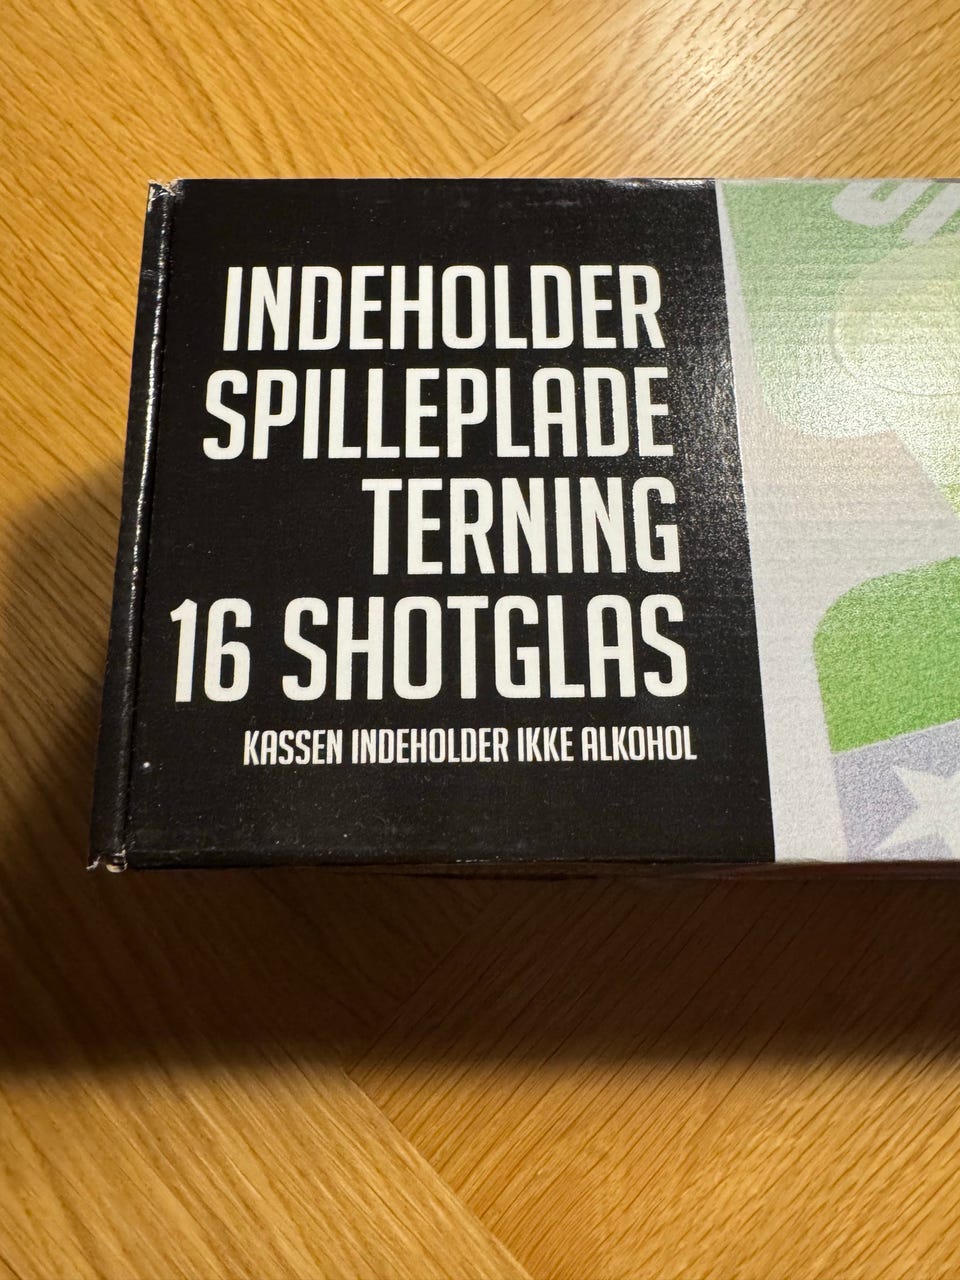 INDEHOLDER
SPILLEPLADE
TERNING
16 SHOTGLAS
KASSEN INDEHOLDER IKKE ALKOHOL